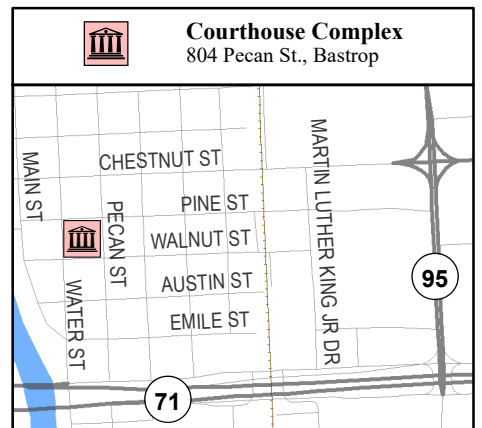 Courthouse Complex
804 Pecan St., Bastrop
MAIN ST
CHESTNUT ST
MARTIN LUTHER KING JR DR
PINE ST
PECAN ST
WALNUT ST
AUSTIN ST
95
WATER ST
EMILE ST
71